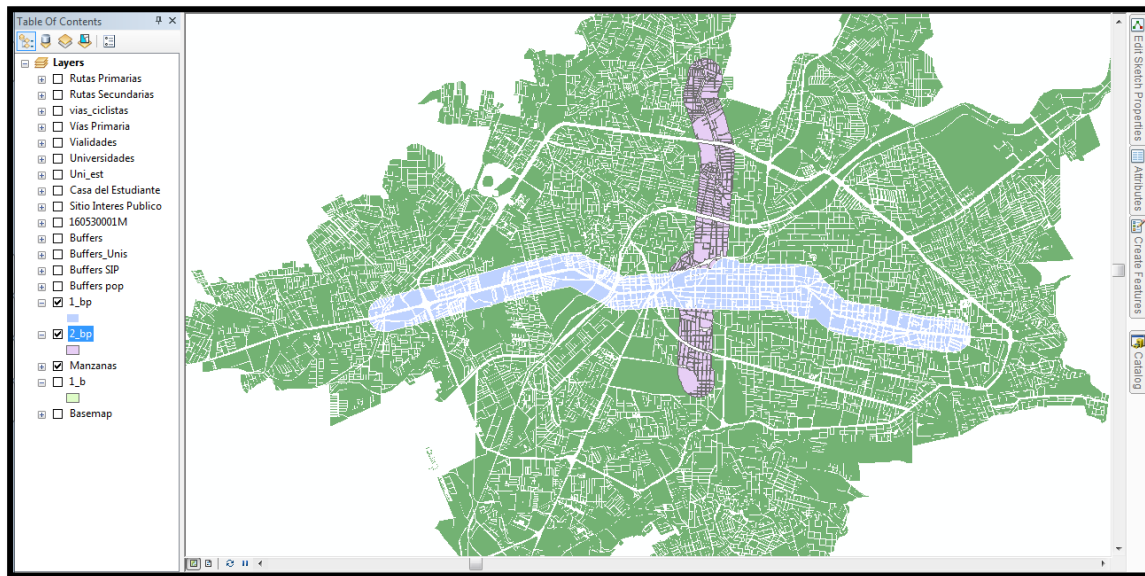 Table Of Contents
Layers
Rutas Primarias
Rutas Secundarias
vias_ciclistas
Vías Primaria
Vialidades
Universidades
Uni_est
Casa del Estudiante
Sitio Interes Publico
160530001M
Buffers
Buffers_Unis
Buffers SIP
Buffers pop
1_bp
2_bp
Manzanas
1_b
Basemap
Edit Sketch Properties
Attributes
Create Features
Catalog